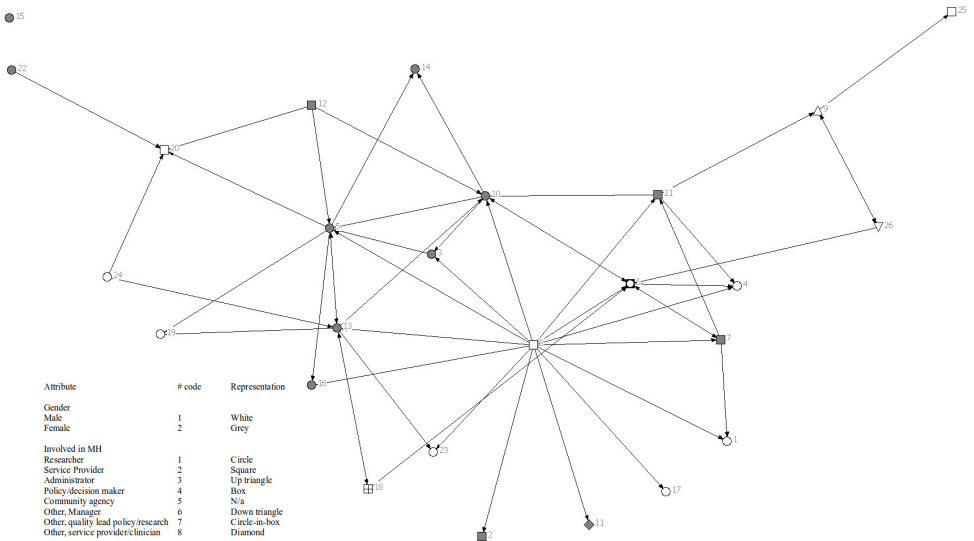 15
25
22
14
12
9
20
10
21
5
26
3
24
4
19
13
7
16
Attribute # code Representation
Gender
Male 1 White
Female 2 Grey
1
Involved in MH
Researcher 1 Circle
Service Provider 2 Square
Administrator 3 Up triangle
Policy/decision maker 4 Box
Community agency 5 N/a
Other, Manager 6 Down triangle
Other, quality lead policy/research 7 Circle-in-box
Other, service provider/clinician 8 Diamond
23
18
17
11
2